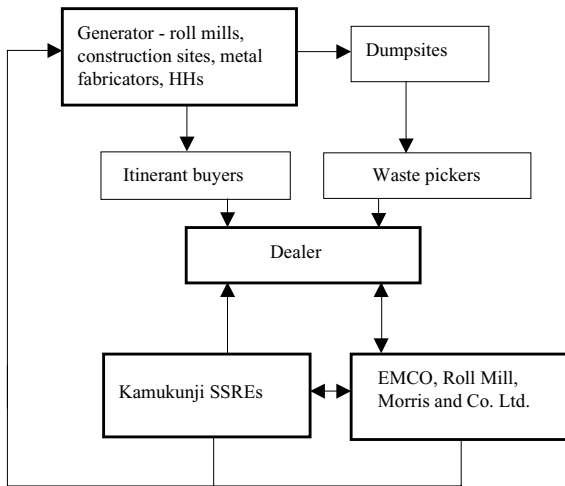 Generator - roll mills,
construction sites, metal
fabricators, HHs
Dumpsites
Itinerant buyers
Waste pickers
Dealer
Kamukunji SSREs
EMCO, Roll Mill,
Morris and Co. Ltd.